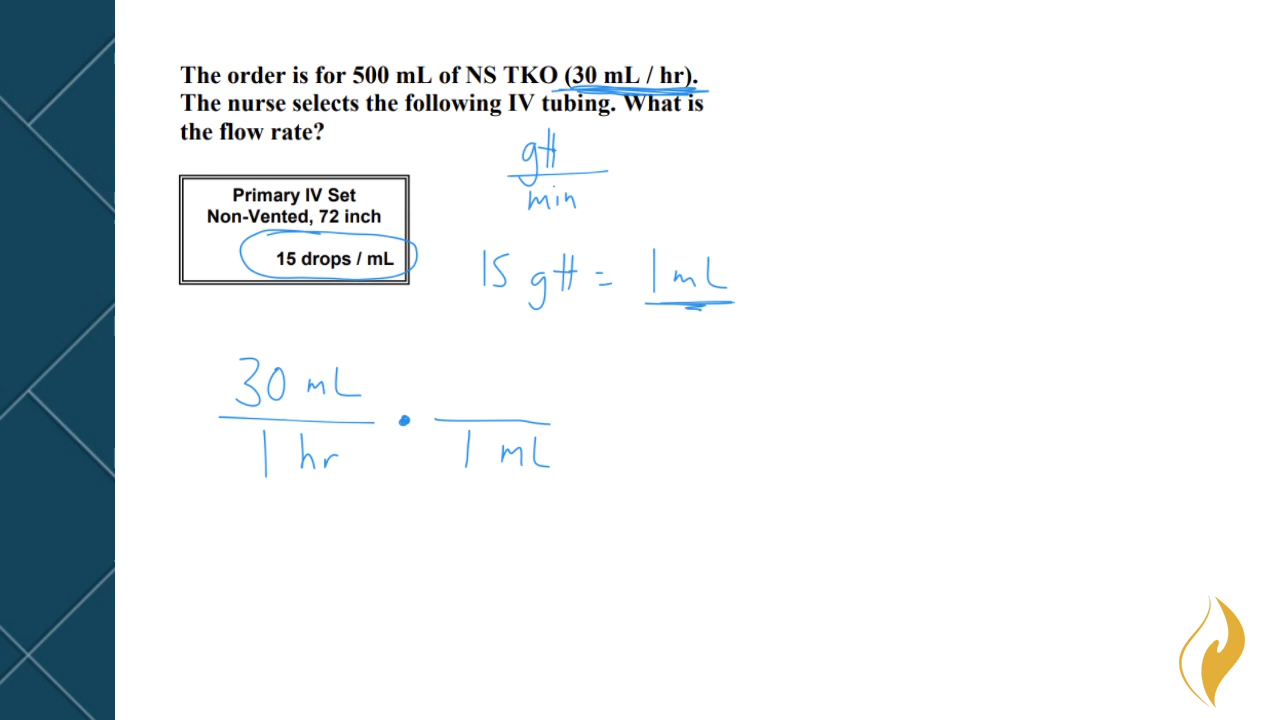 The order is for 500 mL of NS TKO (30 mL / hr).
The nurse selects the following IV tubing. What is
the flow rate?
gtt
min
Primary IV Set
Non-Vented, 72 inch
15 drops / mL
15 gtt = 1 mL
30 mL
1 hr
•
1 mL